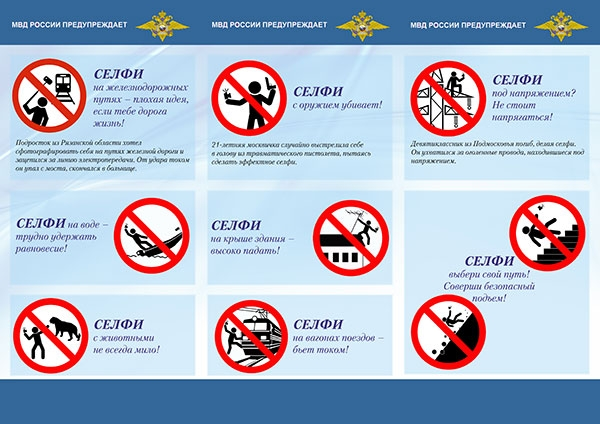 МВД РОССИИ ПРЕДУПРЕЖДАЕТ
СЕЛФИ
на железнодорожных
путях – плохая идея,
если тебе дорога
жизнь!
Подросток из Рязанской области хотел
сфотографировать себя на путях железной дороги и
зацепился за линию электропередачи. От удара током
он упал с моста, скончался в больнице.
СЕЛФИ на воде –
трудно удержать
равновесие!
СЕЛФИ
с животными
не всегда мило!
МВД РОССИИ ПРЕДУПРЕЖДАЕТ
СЕЛФИ
с оружием убивает!
21-летняя москвичка случайно выстрелила себе
в голову из травматического пистолета, пытаясь
сделать эффектное селфи.
СЕЛФИ
на крыше здания –
высоко падать!
СЕЛФИ
на вагонах поездов –
бьет током!
МВД РОССИИ ПРЕДУПРЕЖДАЕТ
СЕЛФИ
под напряжением?
Не стоит
напрягаться!
Девятиклассник из Подмосковья погиб, делая селфи.
Он ухватился за оголенные провода, находившиеся под
напряжением.
СЕЛФИ
выбери свой путь!
Соверши безопасный
подъем!